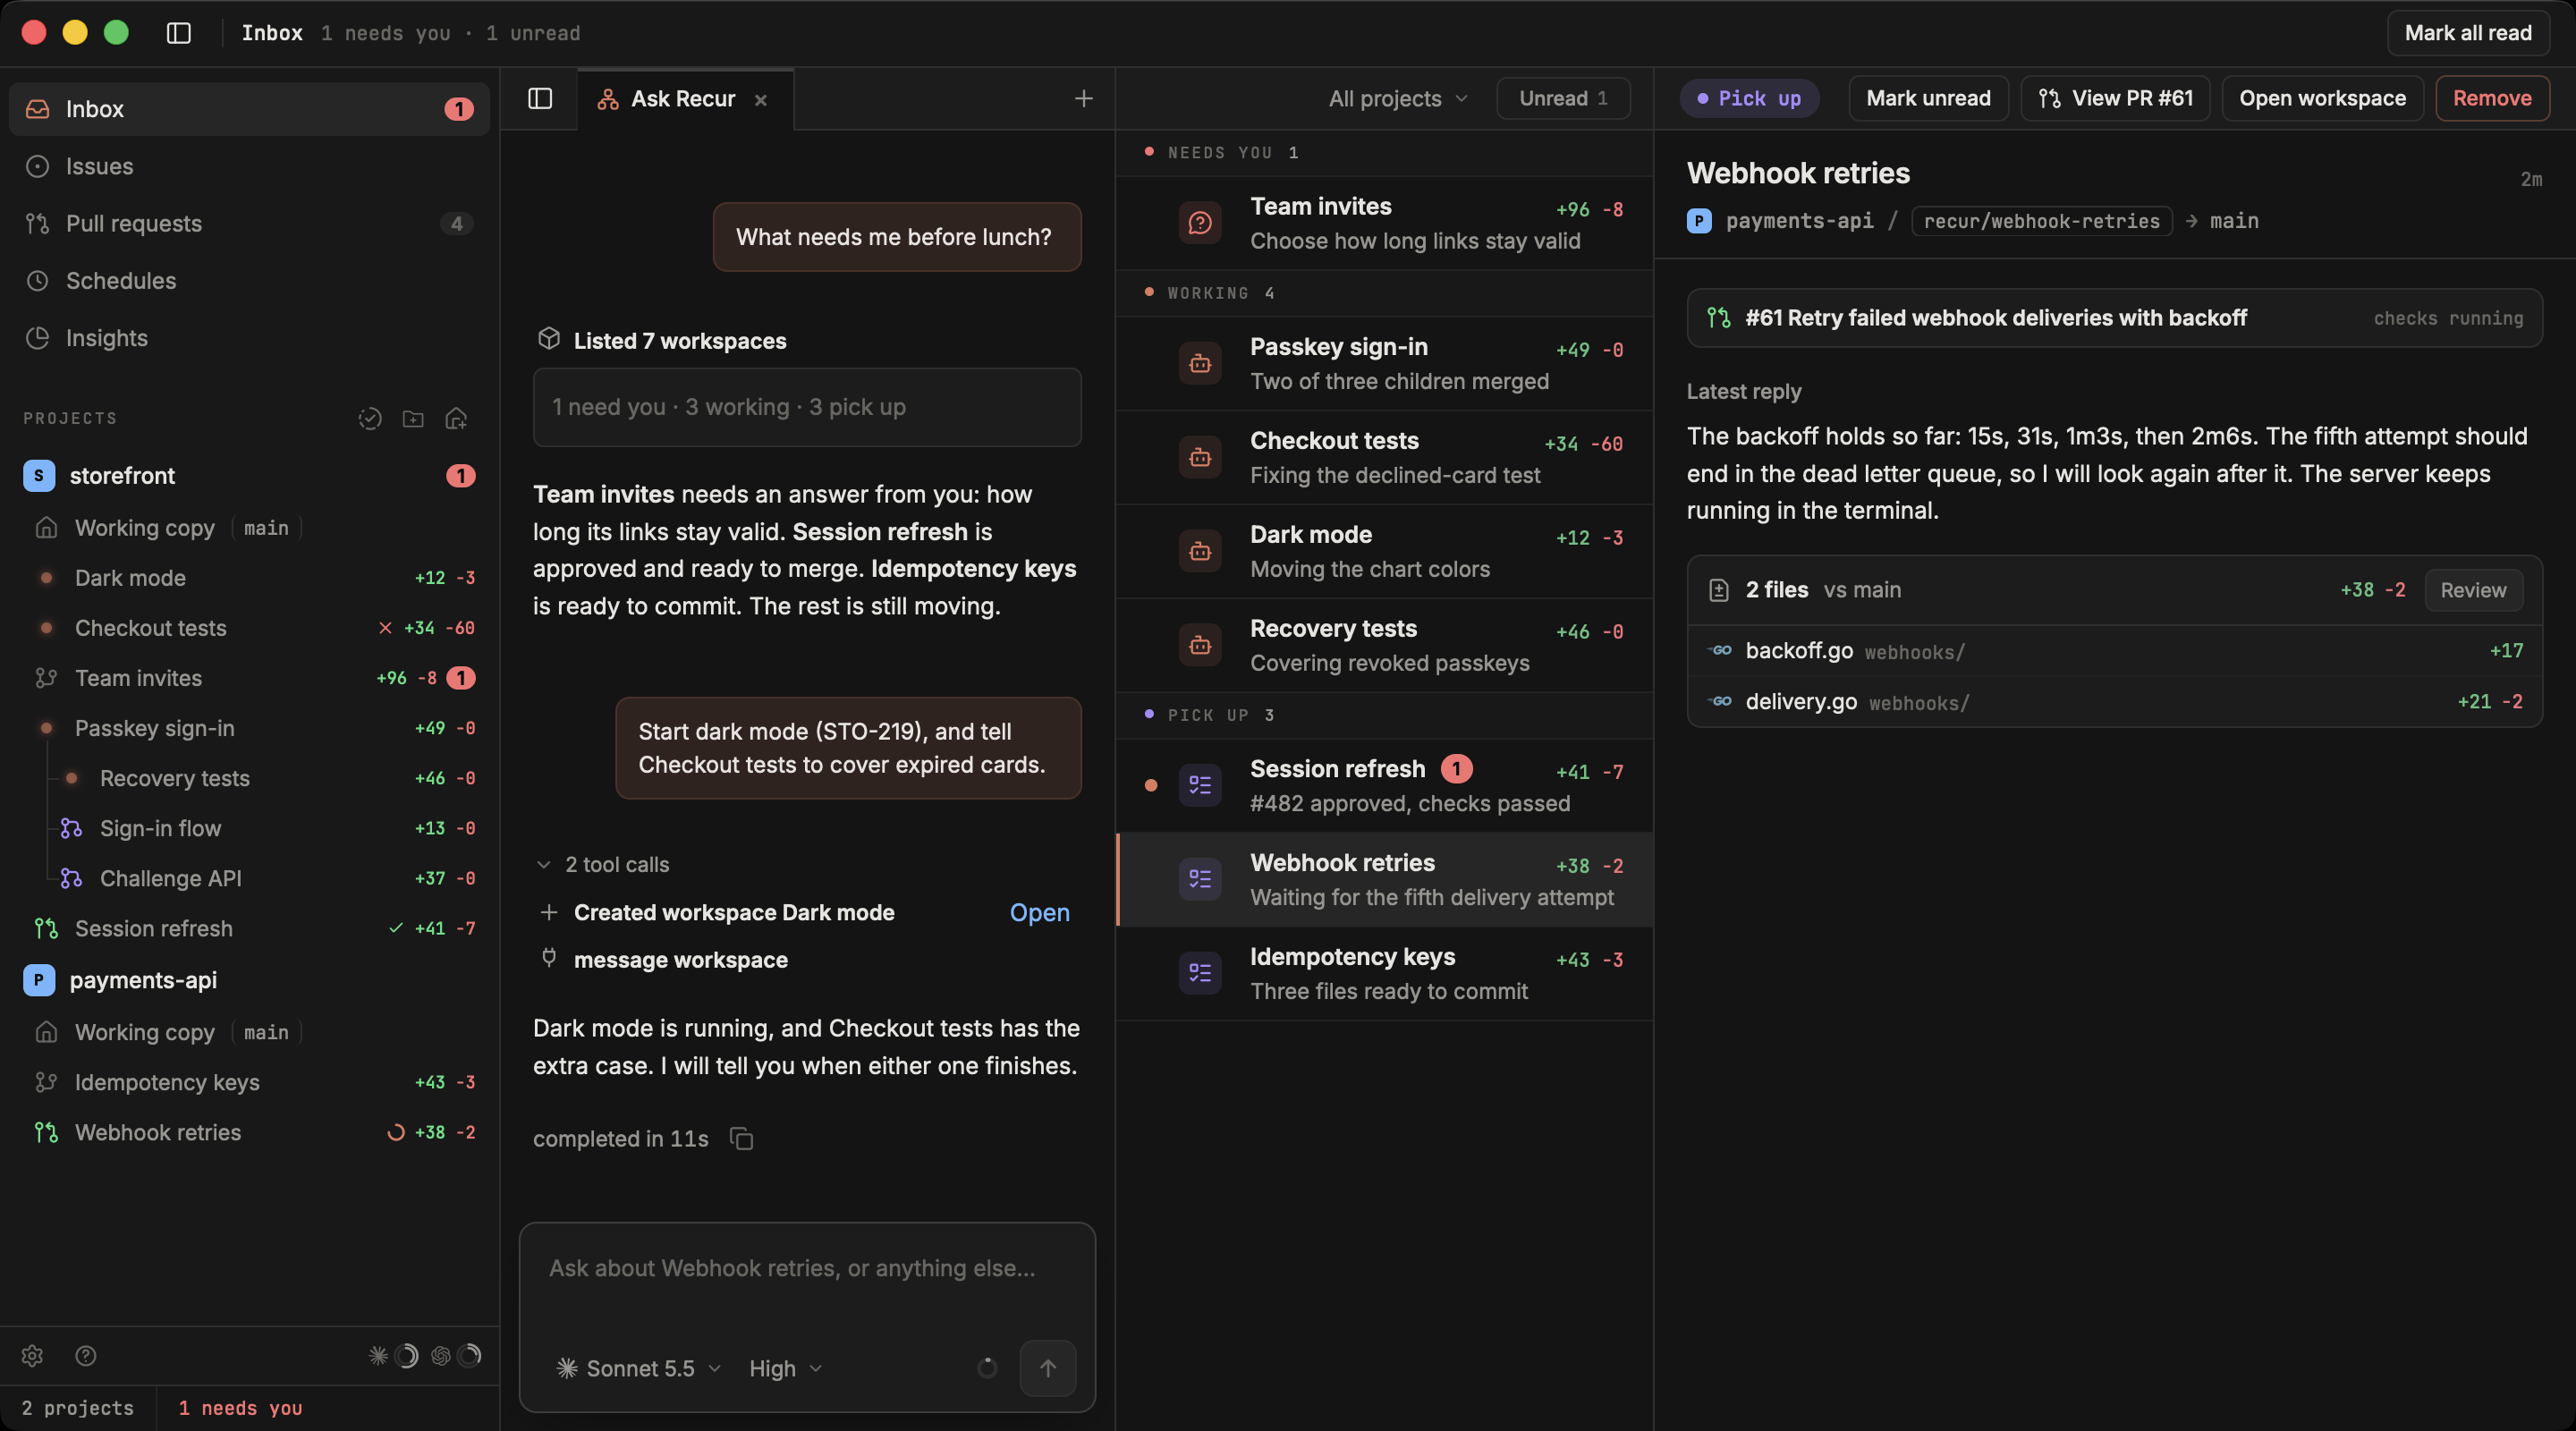 Inbox 1 needs you · 1 unread
Mark all read
Inbox 1
Issues
Pull requests 4
Schedules
Insights
PROJECTS
S storefront 1
Working copy main
Dark mode +12 -3
Checkout tests +34 -60
Team invites +96 -8 1
Passkey sign-in +49 -0
Recovery tests +46 -0
Sign-in flow +13 -0
Challenge API +37 -0
Session refresh +41 -7
P payments-api
Working copy main
Idempotency keys +43 -3
Webhook retries +38 -2
2 projects 1 needs you
Ask Recur
What needs me before lunch?
Listed 7 workspaces
1 need you · 3 working · 3 pick up
Team invites needs an answer from you: how
long its links stay valid. Session refresh is
approved and ready to merge. Idempotency keys
is ready to commit. The rest is still moving.
Start dark mode (STO-219), and tell
Checkout tests to cover expired cards.
2 tool calls
Created workspace Dark mode Open
message workspace
Dark mode is running, and Checkout tests has the
extra case. I will tell you when either one finishes.
completed in 11s
Ask about Webhook retries, or anything else...
Sonnet 5.5 High
All projects Unread 1
NEEDS YOU 1
Team invites +96 -8
Choose how long links stay valid
WORKING 4
Passkey sign-in +49 -0
Two of three children merged
Checkout tests +34 -60
Fixing the declined-card test
Dark mode +12 -3
Moving the chart colors
Recovery tests +46 -0
Covering revoked passkeys
PICK UP 3
Session refresh 1 +41 -7
#482 approved, checks passed
Webhook retries +38 -2
Waiting for the fifth delivery attempt
Idempotency keys +43 -3
Three files ready to commit
Pick up Mark unread View PR #61 Open workspace Remove
Webhook retries 2m
P payments-api / recur/webhook-retries → main
#61 Retry failed webhook deliveries with backoff checks running
Latest reply
The backoff holds so far: 15s, 31s, 1m3s, then 2m6s. The fifth attempt should
end in the dead letter queue, so I will look again after it. The server keeps
running in the terminal.
2 files vs main +38 -2 Review
GO backoff.go webhooks/ +17
GO delivery.go webhooks/ +21 -2